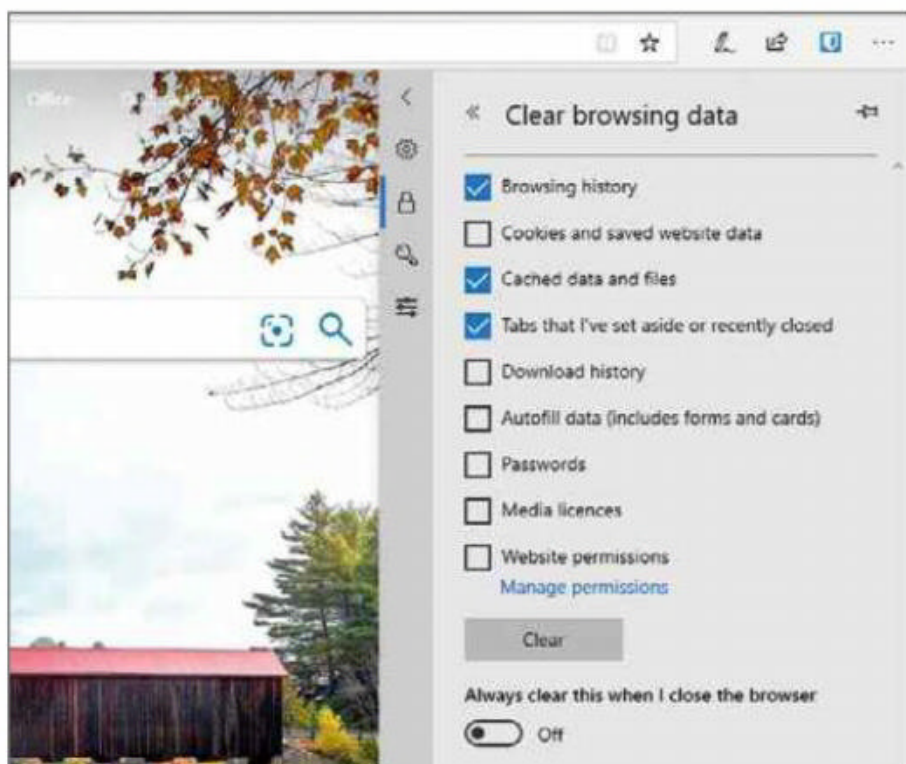 Office
Clear browsing data
Browsing history
Cookies and saved website data
Cached data and files
Tabs that I've set aside or recently closed
Download history
Autofill data (includes forms and cards)
Passwords
Media licences
Website permissions
Manage permissions
Clear
Always clear this when I close the browser
Off